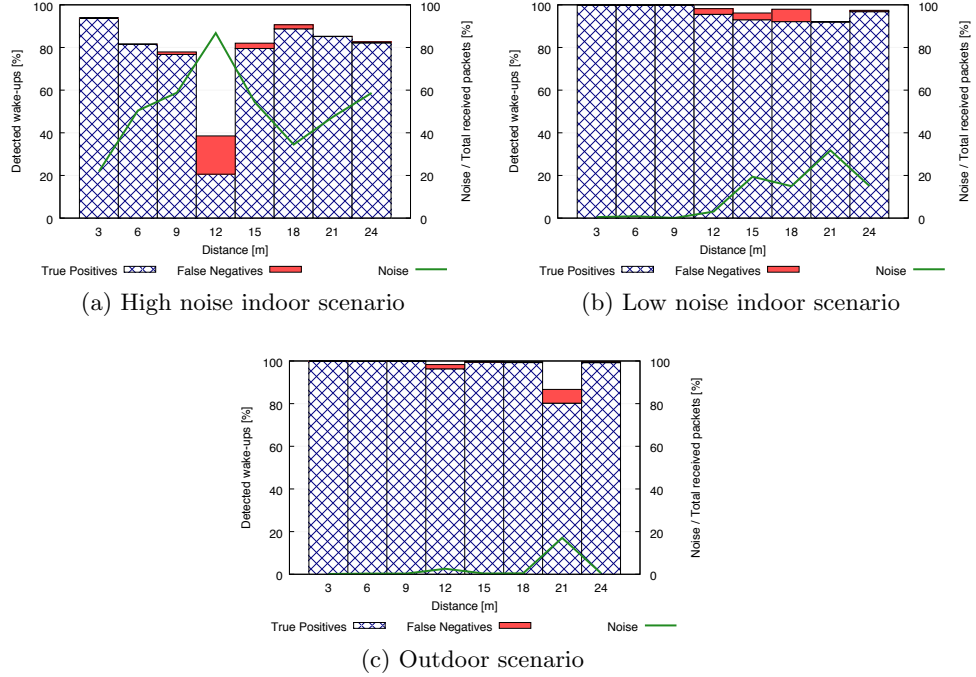 100 100
80 80
60 60
40 40
20 20
0 0
3 6 9 12 15 18 21 24
Detected wake-ups [%]
Noise / Total received packets [%]
Distance [m]
True Positives False Negatives Noise
(a) High noise indoor scenario
100 100
80 80
60 60
40 40
20 20
0 0
3 6 9 12 15 18 21 24
Detected wake-ups [%]
Noise / Total received packets [%]
Distance [m]
True Positives False Negatives Noise
(b) Low noise indoor scenario
100 100
80 80
60 60
40 40
20 20
0 0
3 6 9 12 15 18 21 24
Detected wake-ups [%]
Noise / Total received packets [%]
Distance [m]
True Positives False Negatives Noise
(c) Outdoor scenario